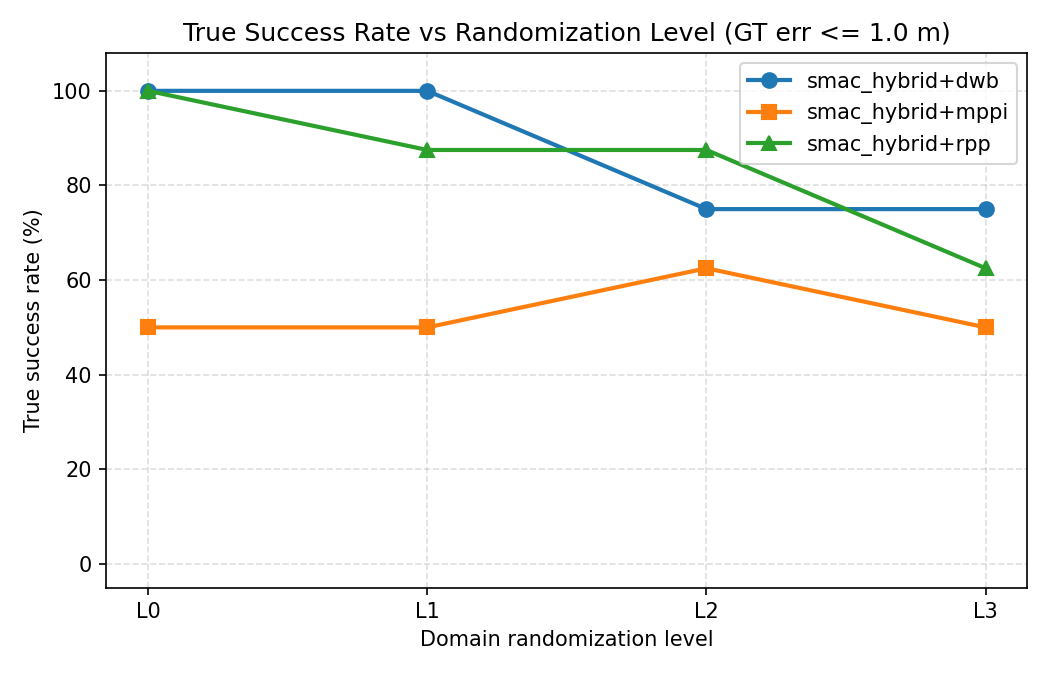 True Success Rate vs Randomization Level (GT err <= 1.0 m)
smac_hybrid+dwb
smac_hybrid+mppi
smac_hybrid+rpp
True success rate (%)
100
80
60
40
20
0
L0 L1 L2 L3
Domain randomization level